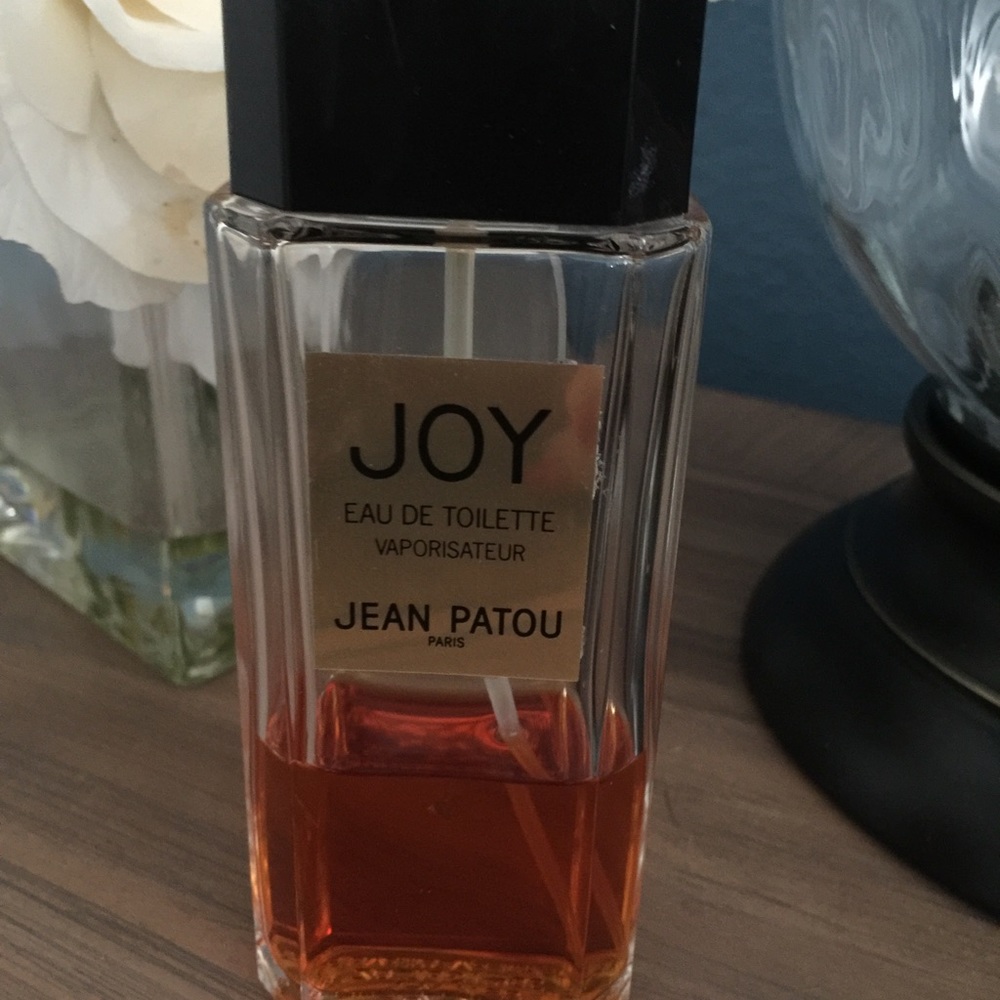 JOY
EAU DE TOILETTE
VAPORISATEUR
JEAN PATOU
PARIS